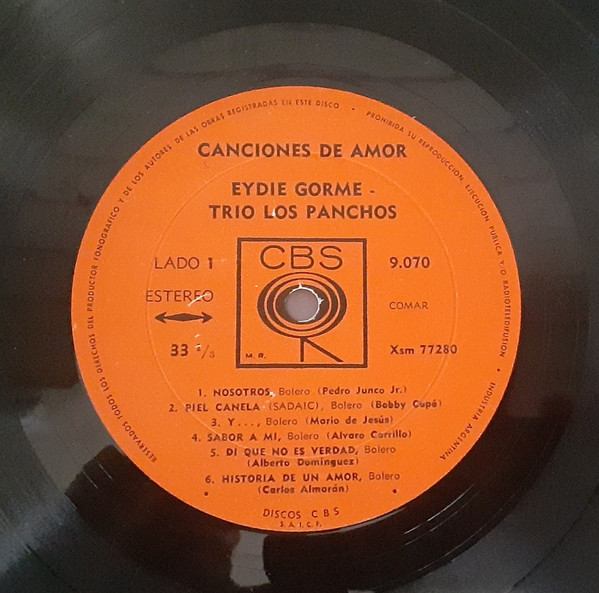 RESERVADOS TODOS LOS DERECHOS DEL PRODUCTOR FONOGRAFICO Y DE LOS AUTORES DE LAS OBRAS REGISTRADAS EN ESTE DISCO • PROHIBIDA SU REPRODUCCION, EJECUCION PUBLICA Y/O RADIOTELEDIFUSION • INDUSTRIA ARGENTINA
CANCIONES DE AMOR
EYDIE GORME -
TRIO LOS PANCHOS
LADO 1
CBS
9.070
ESTEREO
COMAR
33 1/3
M. R.
Xsm 77280
1. NOSOTROS, Bolero (Pedro Junco Jr.)
2. PIEL CANELA (SADAIC), Bolero (Bobby Capé)
3. Y..., Bolero (Mario de Jesús)
4. SABOR A MI, Bolero (Alvaro Carrillo)
5. DI QUE NO ES VERDAD, Bolero
(Alberto Domínguez)
6. HISTORIA DE UN AMOR, Bolero
(Carlos Almarán)
DISCOS CBS
S. A. I. C. F.